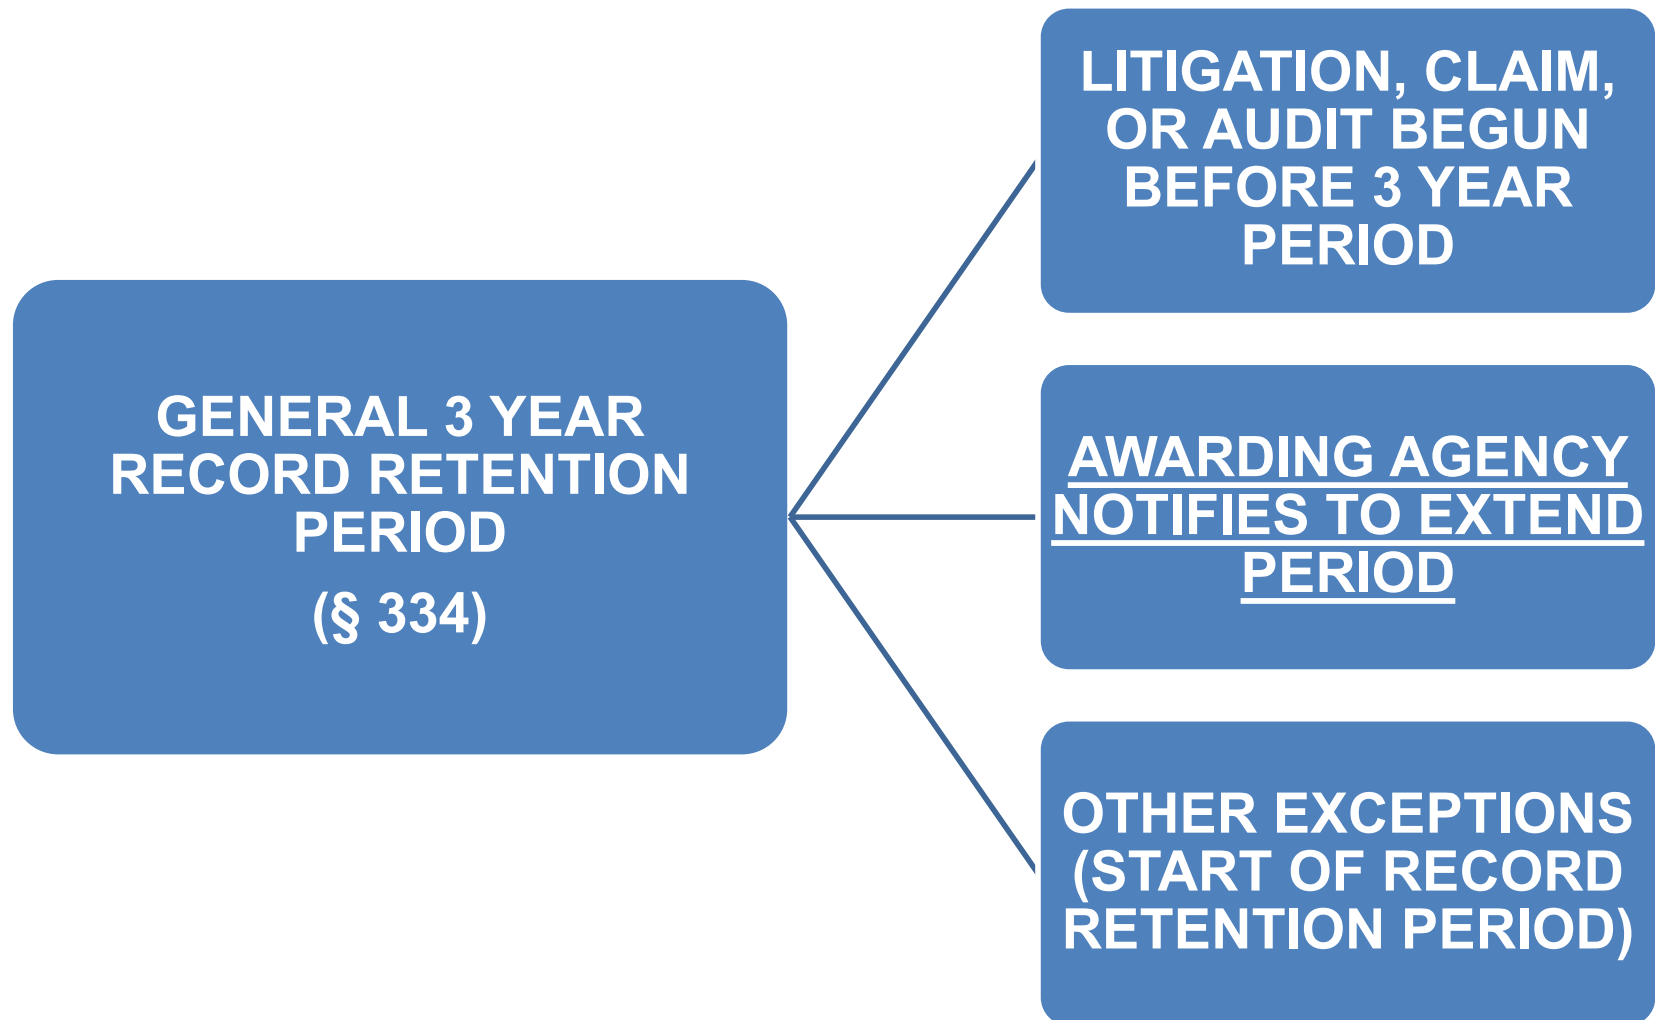 GENERAL 3 YEAR
RECORD RETENTION
PERIOD
(§ 334)
LITIGATION, CLAIM,
OR AUDIT BEGUN
BEFORE 3 YEAR
PERIOD
AWARDING AGENCY
NOTIFIES TO EXTEND
PERIOD
OTHER EXCEPTIONS
(START OF RECORD
RETENTION PERIOD)